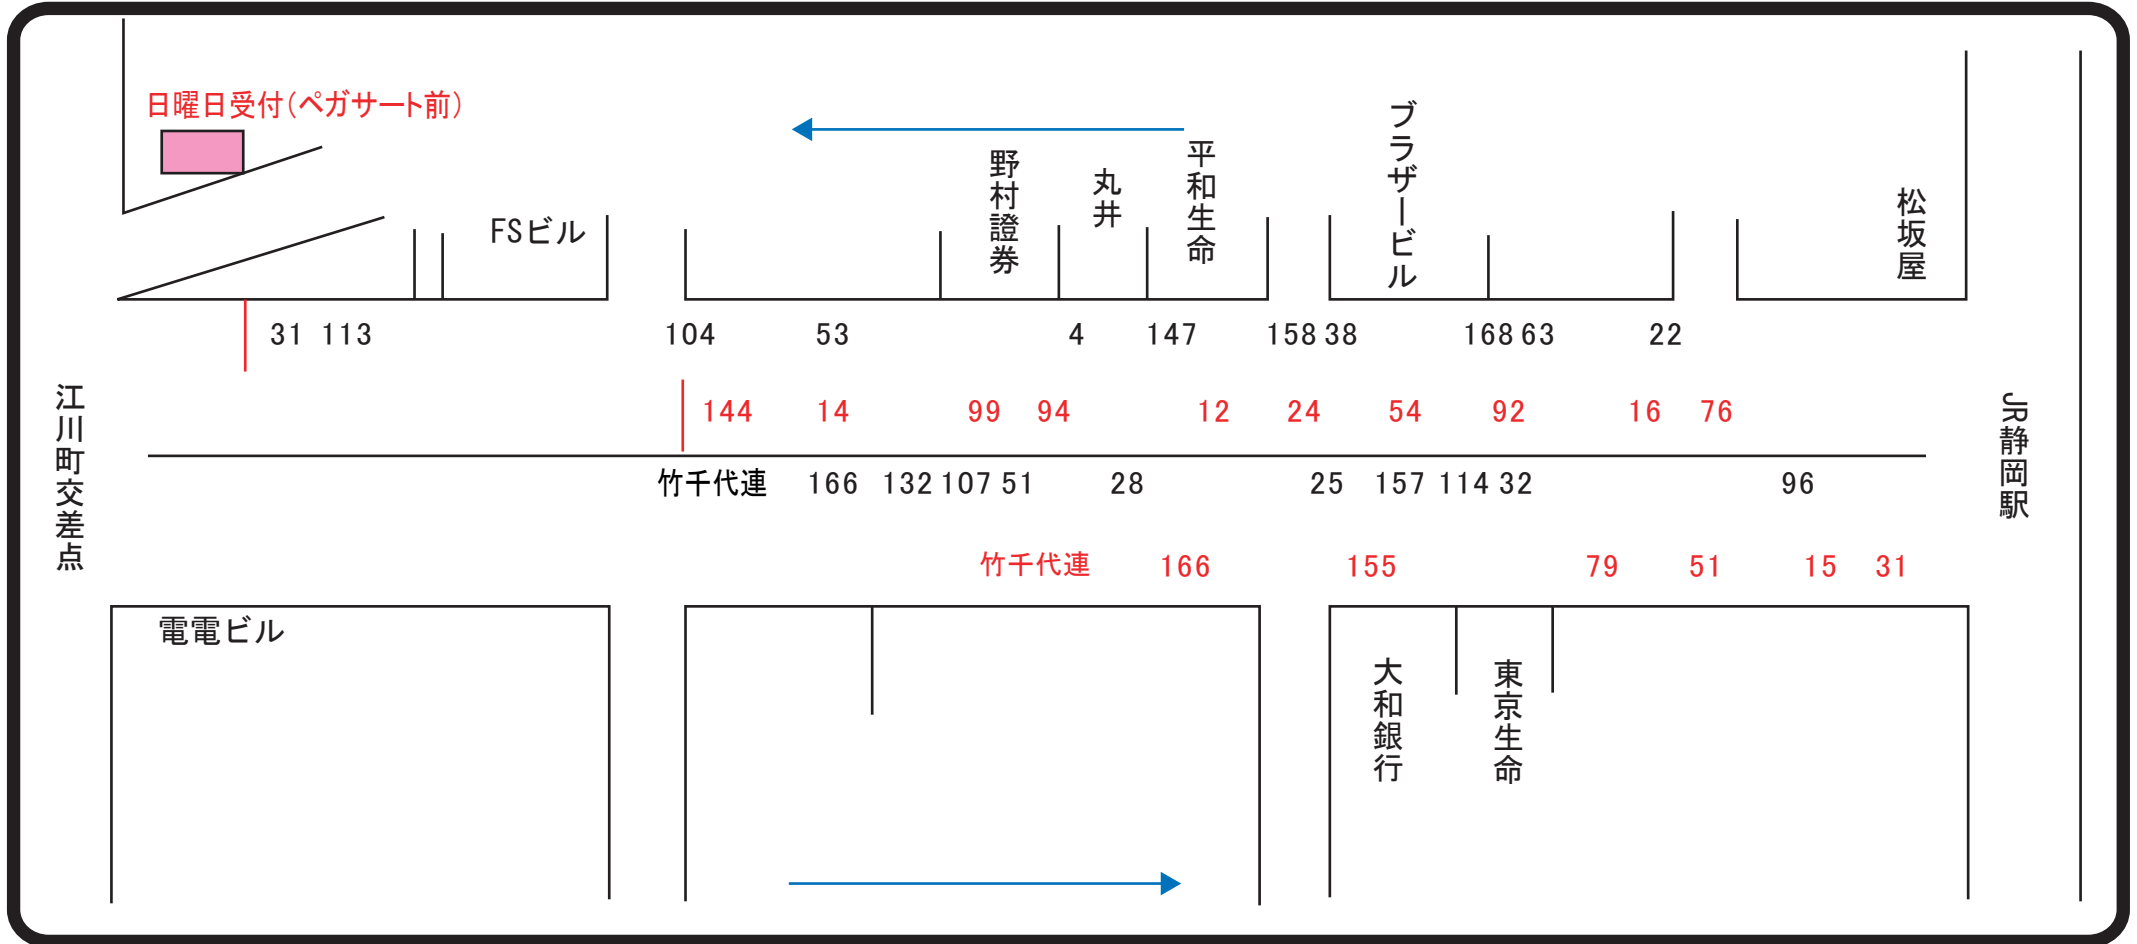 日曜日受付(ペガサート前)
FSビル
野村證券
丸井
平和生命
ブラザービル
松坂屋
31 113 104 53 4 147 158 38 168 63 22
144 14 99 94 12 24 54 92 16 76
江川町交差点
JR静岡駅
竹千代連 166 132 107 51 28 25 157 114 32 96
竹千代連 166 155 79 51 15 31
電電ビル
大和銀行
東京生命